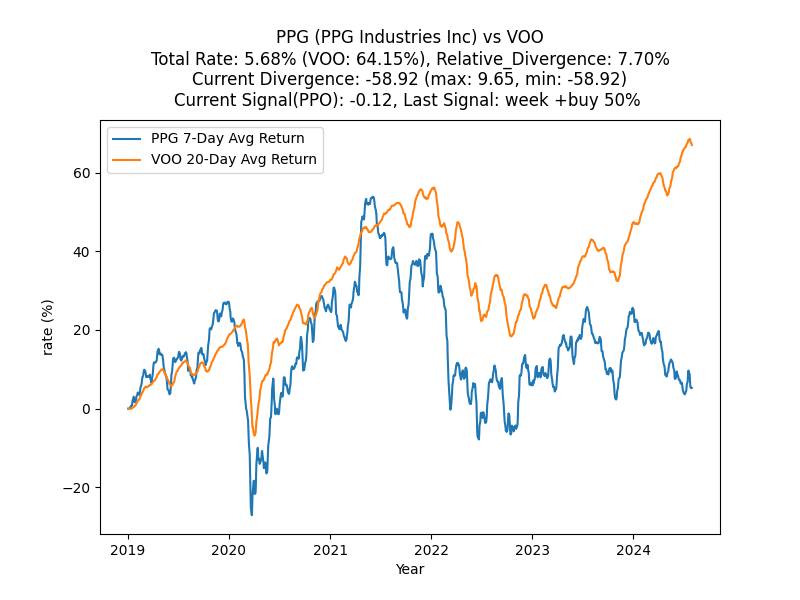 PPG (PPG Industries Inc) vs VOO
Total Rate: 5.68% (VOO: 64.15%), Relative_Divergence: 7.70%
Current Divergence: -58.92 (max: 9.65, min: -58.92)
Current Signal(PPO): -0.12, Last Signal: week +buy 50%
PPG 7-Day Avg Return
VOO 20-Day Avg Return
rate (%)
60
40
20
0
−20
2019
2020
2021
2022
2023
2024
Year